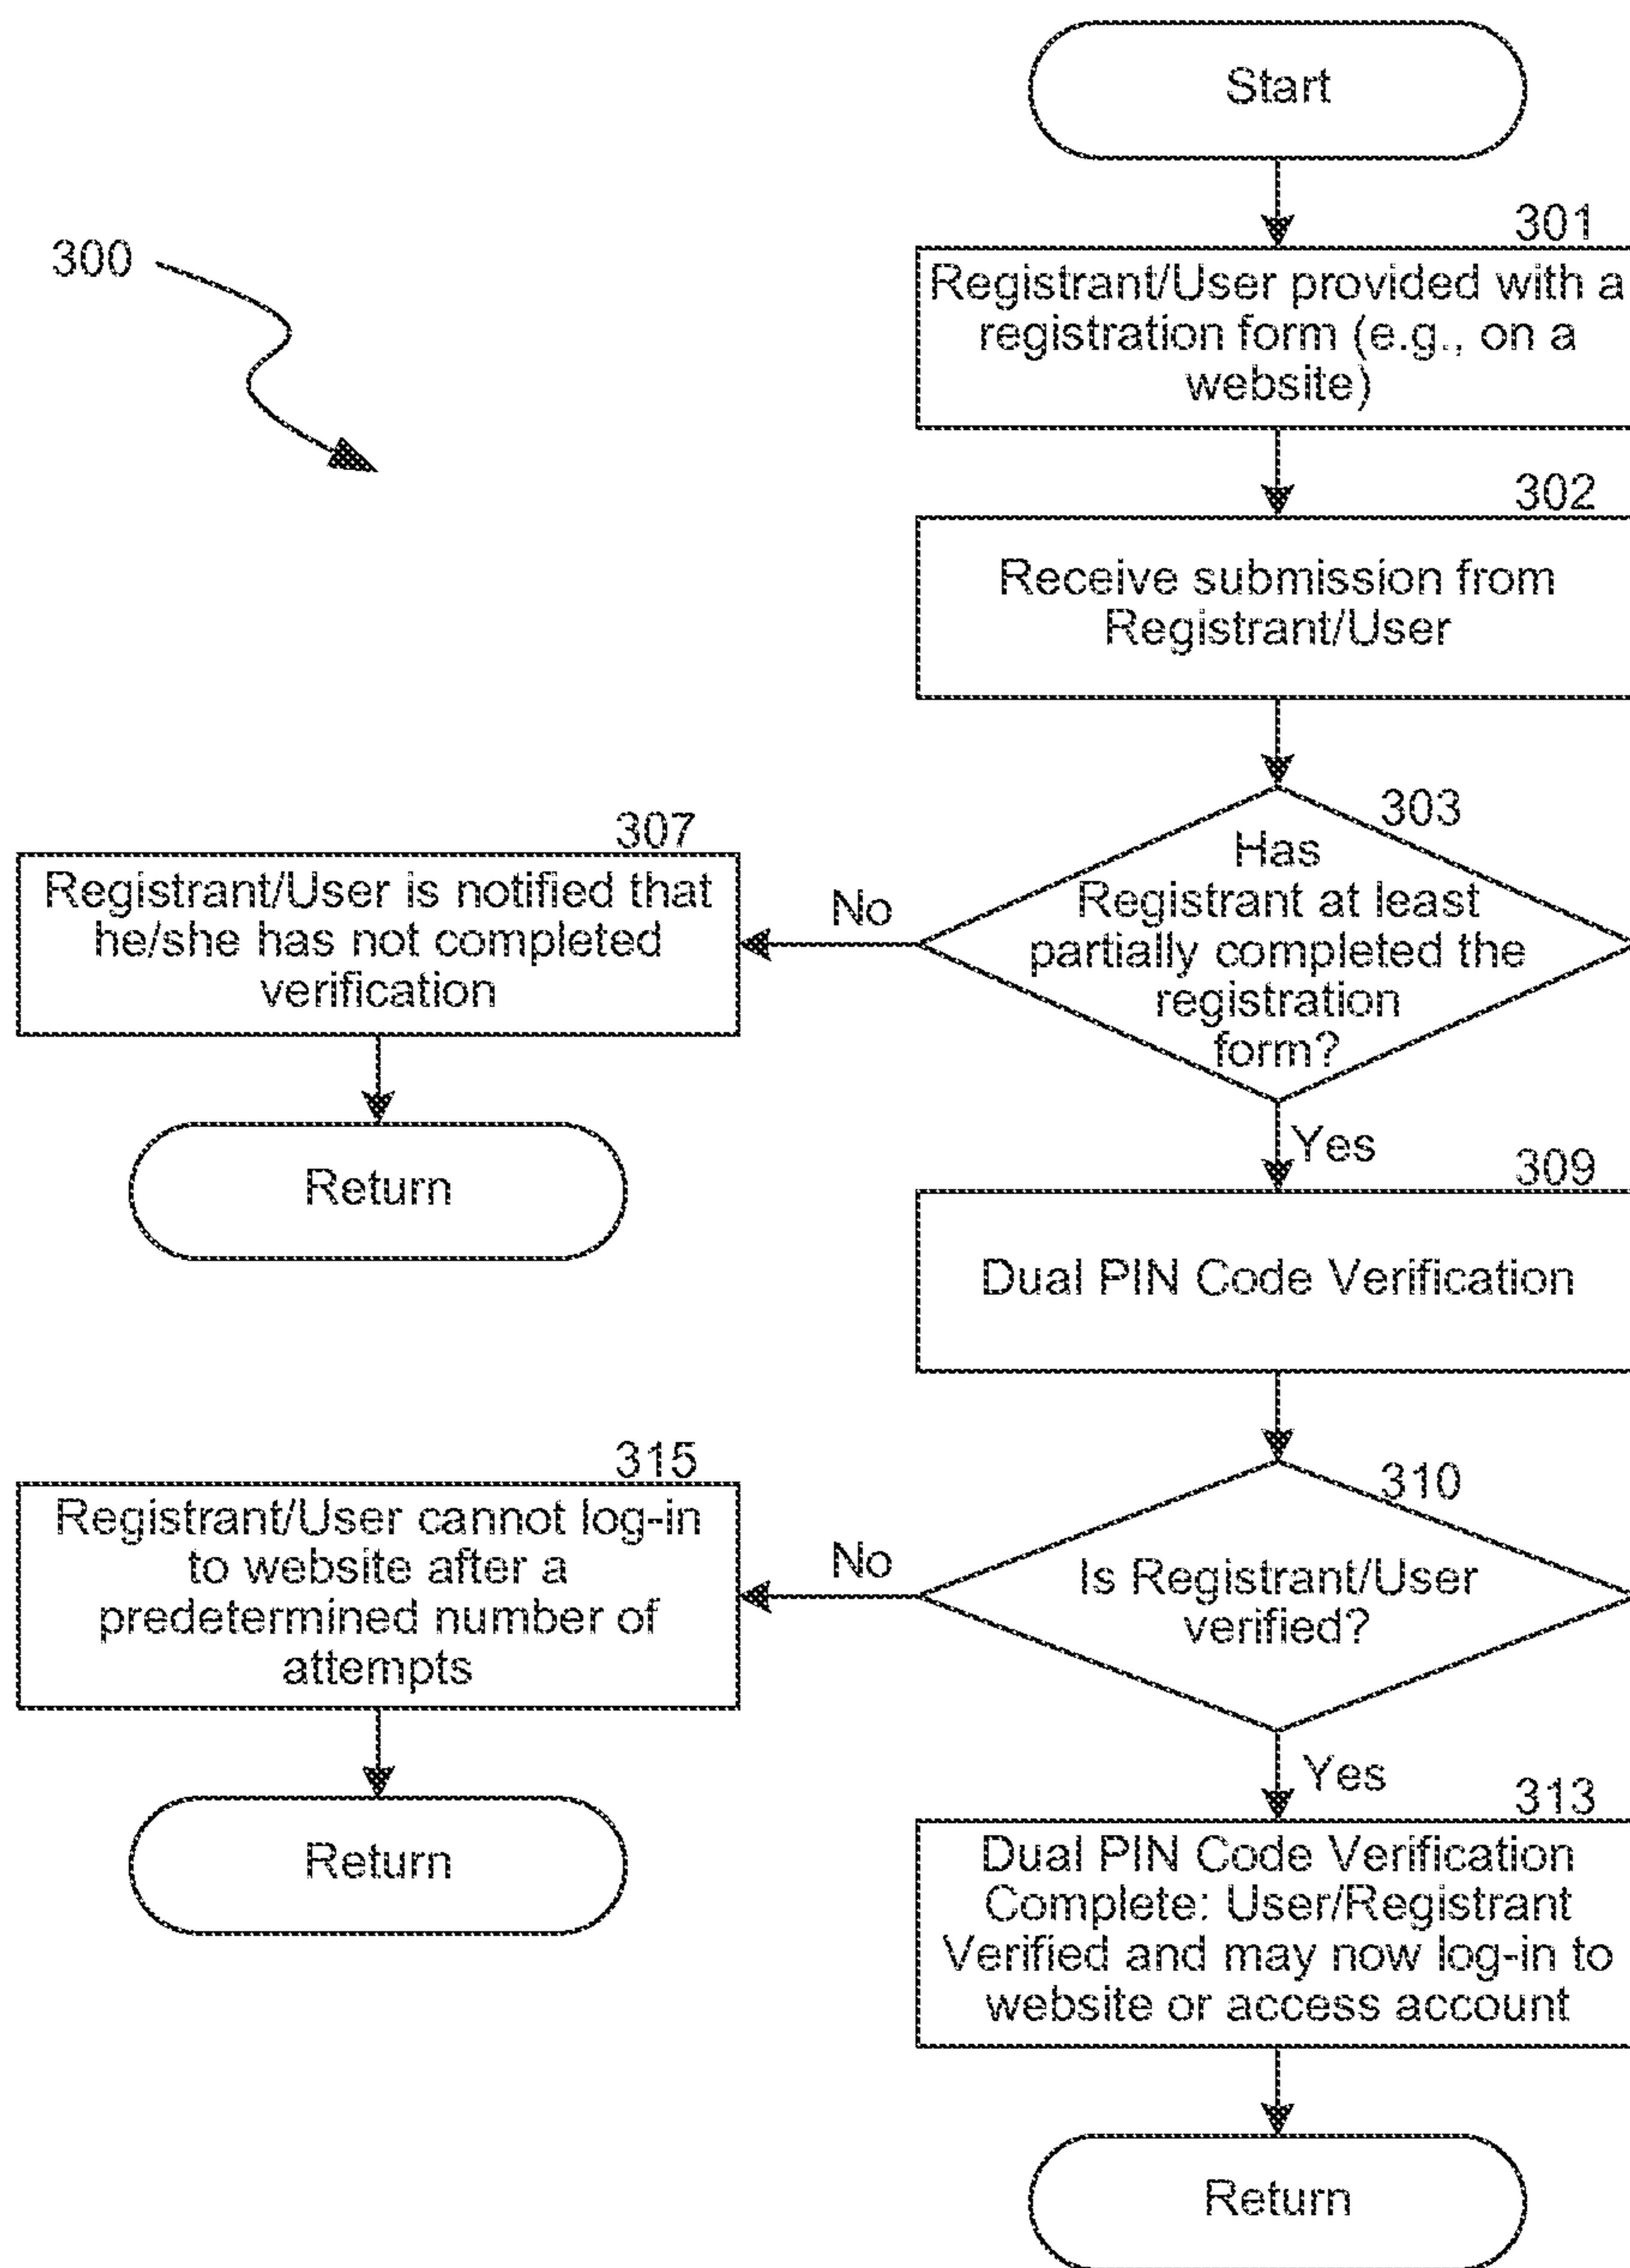 Start
300
301
Registrant/User provided with a
registration form (e.g., on a
website)
302
Receive submission from
Registrant/User
303
Has
Registrant at least
partially completed the
registration
form?
No
307
Registrant/User is notified that
he/she has not completed
verification
Return
Yes
309
Dual PIN Code Verification
310
Is Registrant/User
verified?
No
315
Registrant/User cannot log-in
to website after a
predetermined number of
attempts
Return
Yes
313
Dual PIN Code Verification
Complete: User/Registrant
Verified and may now log-in to
website or access account
Return